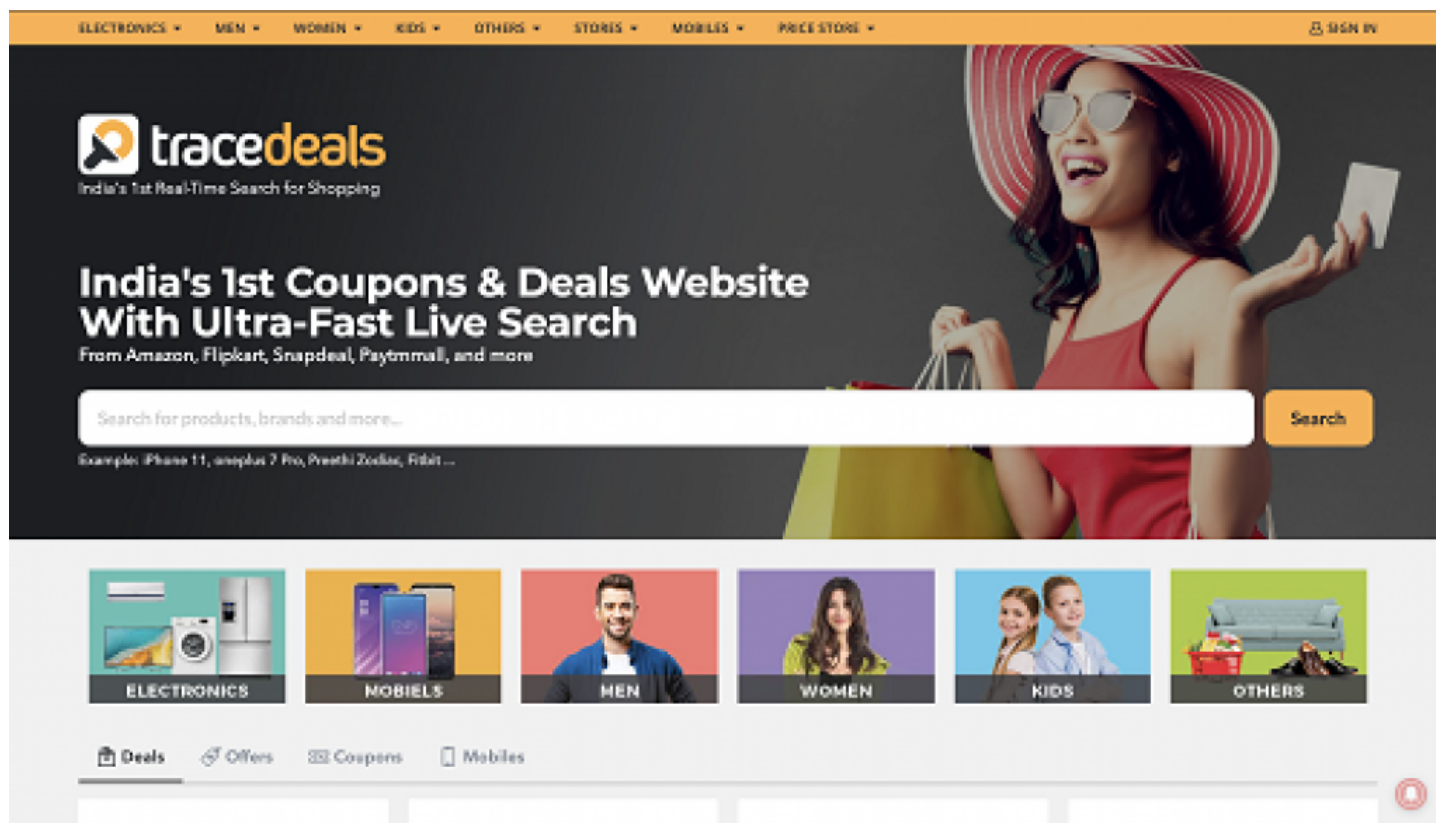 ELECTRONICS MEN WOMEN KIDS OTHERS STORES MOBILES PRICE STORE SIGN IN
tracedeals
India's 1st Real-Time Search for Shopping
India's 1st Coupons & Deals Website
With Ultra-Fast Live Search
From Amazon, Flipkart, Snapdeal, Paytmmall, and more
Search for products, brands and more... Search
Example: iPhone 11, oneplus 7 Pro, Preethi Zodiac, Fitbit ...
ELECTRONICS MOBIELS MEN WOMEN KIDS OTHERS
Deals Offers Coupons Mobiles